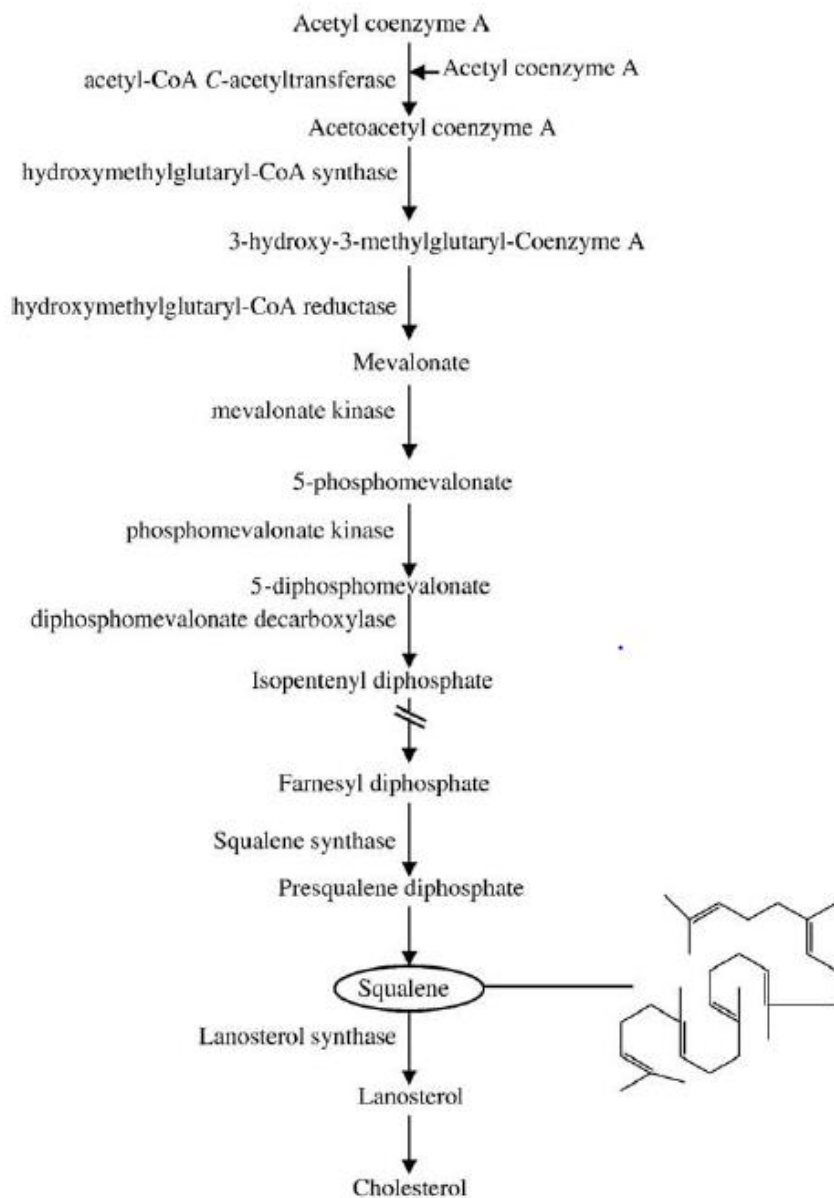 Acetyl coenzyme A
Acetyl coenzyme A
acetyl-CoA C-acetyltransferase
Acetoacetyl coenzyme A
hydroxymethylglutaryl-CoA synthase
3-hydroxy-3-methylglutaryl-Coenzyme A
hydroxymethylglutaryl-CoA reductase
Mevalonate
mevalonate kinase
5-phosphomevalonate
phosphomevalonate kinase
5-diphosphomevalonate
diphosphomevalonate decarboxylase
Isopentenyl diphosphate
Farnesyl diphosphate
Squalene synthase
Presqualene diphosphate
Squalene
Lanosterol synthase
Lanosterol
Cholesterol